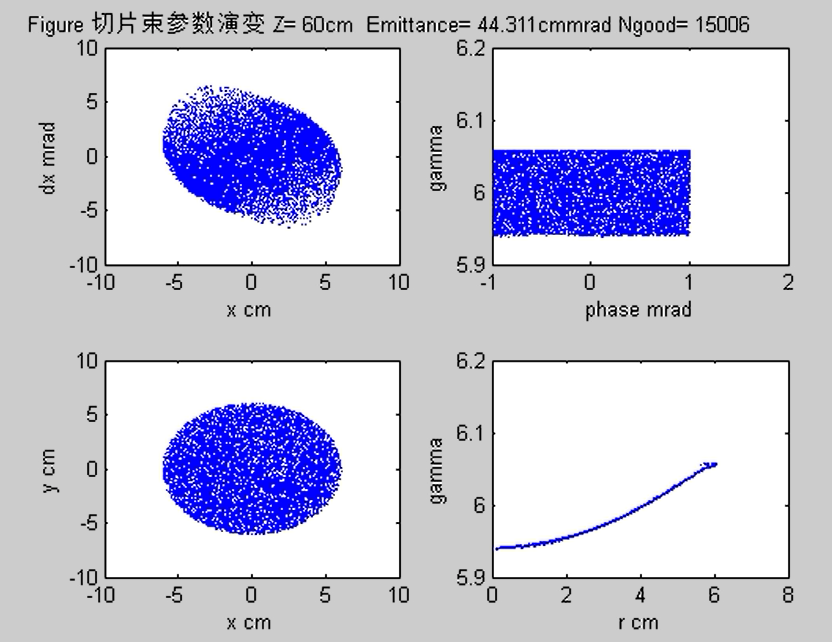 Figure 切片束参数演变 Z= 60cm Emittance= 44.311cmmrad Ngood= 15006
10
5
0
-5
-10
dx mrad
-10 -5 0 5 10
x cm
6.2
6.1
6
5.9
gamma
-1 0 1 2
phase mrad
10
5
0
-5
-10
y cm
-10 -5 0 5 10
x cm
6.2
6.1
6
5.9
gamma
0 2 4 6 8
r cm